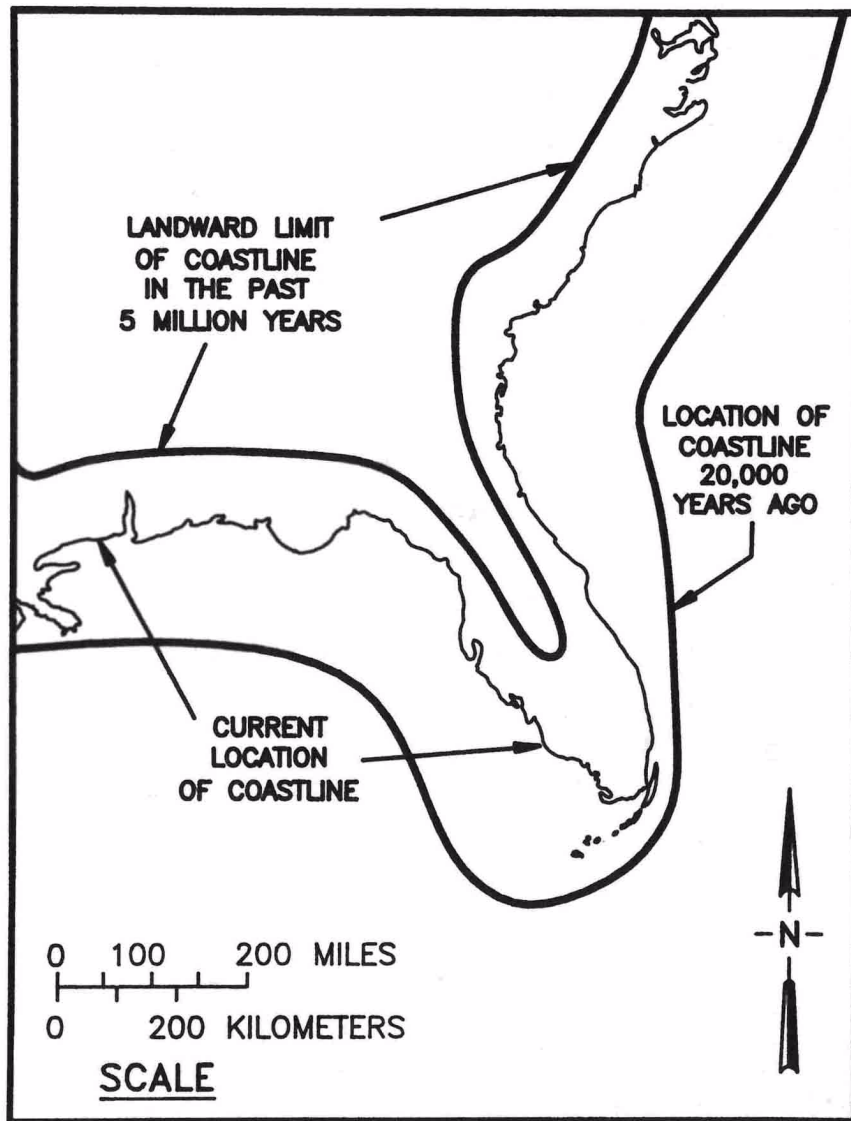 LANDWARD LIMIT
OF COASTLINE
IN THE PAST
5 MILLION YEARS
LOCATION OF
COASTLINE
20,000
YEARS AGO
CURRENT
LOCATION
OF COASTLINE
0 100 200 MILES
0 200 KILOMETERS
SCALE
-N-